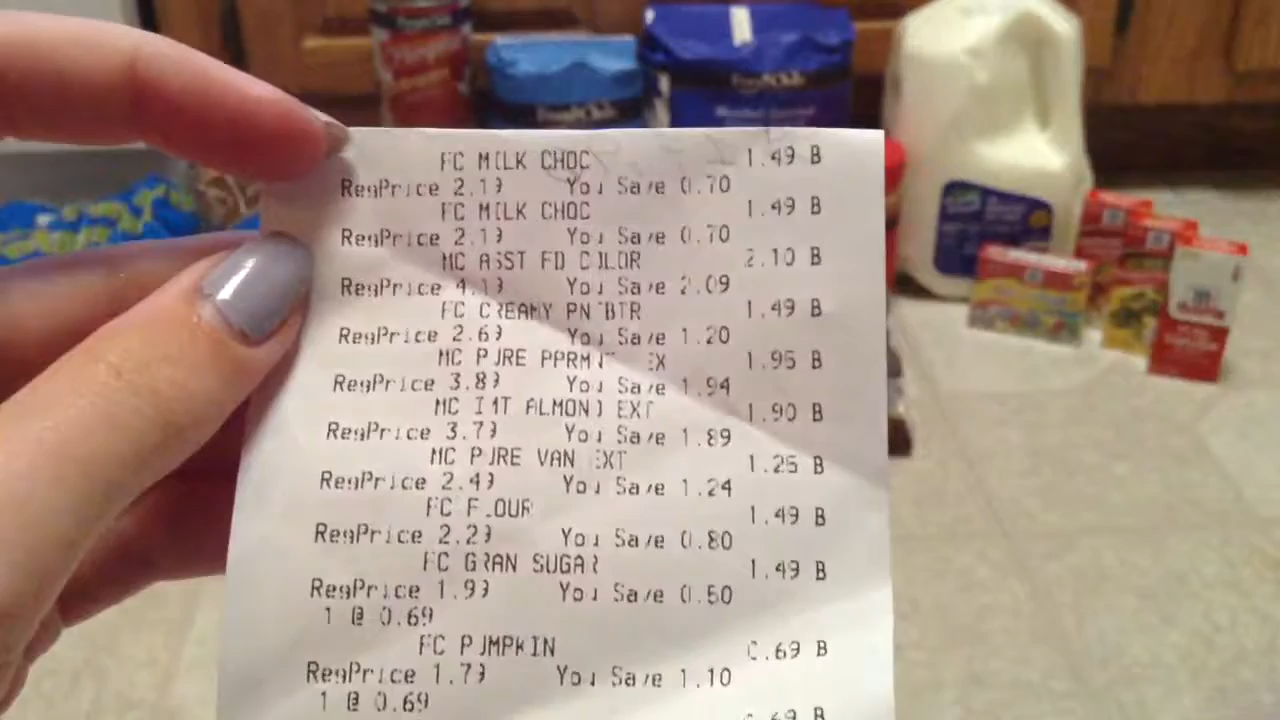 FC MILK CHOC 1.49 B
RegPrice 2.19 You Save 0.70
FC MILK CHOC 1.49 B
RegPrice 2.19 You Save 0.70
MC ASST FD COLOR 2.10 B
RegPrice 4.19 You Save 2.09
FC CREAMY PNTBTR 1.49 B
RegPrice 2.69 You Save 1.20
MC PURE PPRMNT EX 1.95 B
RegPrice 3.89 You Save 1.94
MC IMT ALMOND EXT 1.90 B
RegPrice 3.79 You Save 1.89
MC PURE VAN EXT 1.25 B
RegPrice 2.49 You Save 1.24
FC FLOUR 1.49 B
RegPrice 2.29 You Save 0.80
FC GRAN SUGAR 1.49 B
RegPrice 1.99 You Save 0.50
1 @ 0.69
FC PUMPKIN 0.69 B
RegPrice 1.79 You Save 1.10
1 @ 0.69